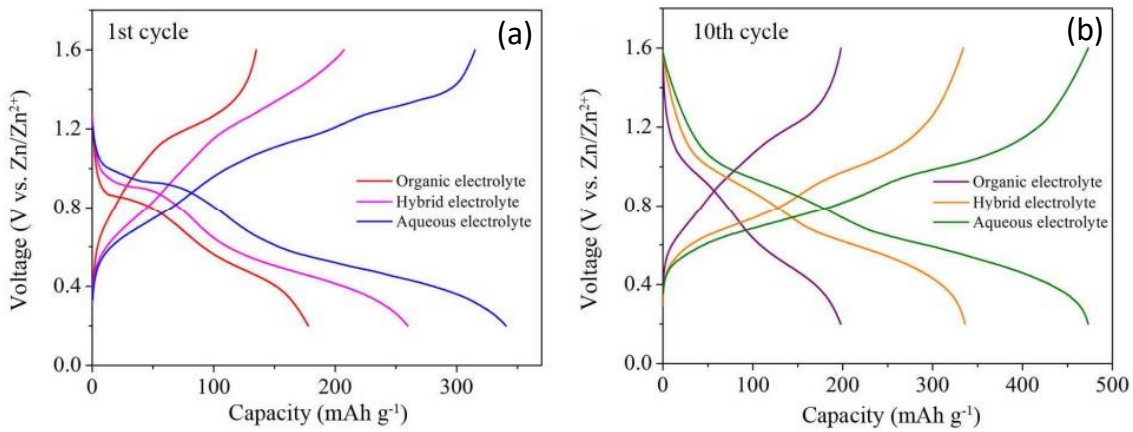 1st cycle
(a)
1.6
1.2
0.8
0.4
0.0
Voltage (V vs. Zn/Zn²⁺)
Organic electrolyte
Hybrid electrolyte
Aqueous electrolyte
0 100 200 300
Capacity (mAh g⁻¹)
10th cycle
(b)
1.6
1.2
0.8
0.4
0.0
Voltage (V vs. Zn/Zn²⁺)
Organic electrolyte
Hybrid electrolyte
Aqueous electrolyte
0 100 200 300 400 500
Capacity (mAh g⁻¹)